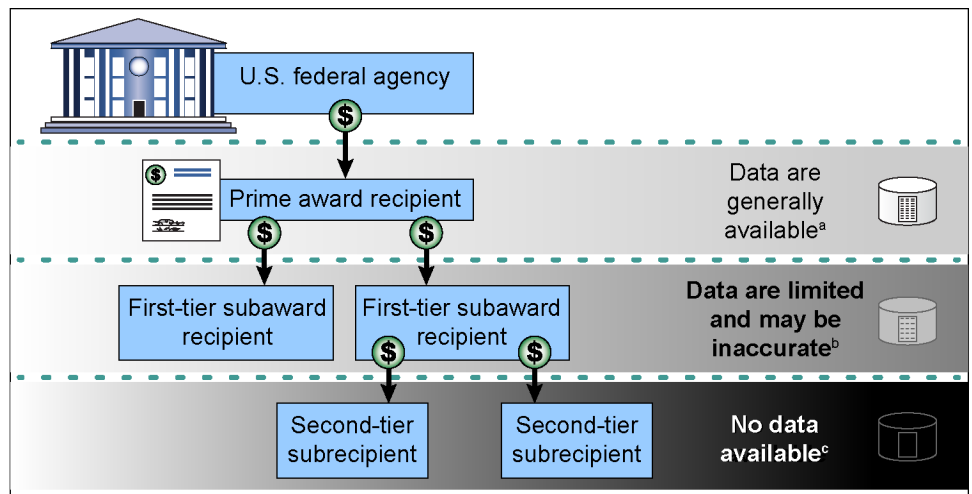 U.S. federal agency
$
Prime award recipient
$
Data are
generally
availableᵃ
$
$
First-tier subaward
recipient
First-tier subaward
recipient
Data are limited
and may be
inaccurateᵇ
$
$
Second-tier
subrecipient
Second-tier
subrecipient
No data
availableᶜ